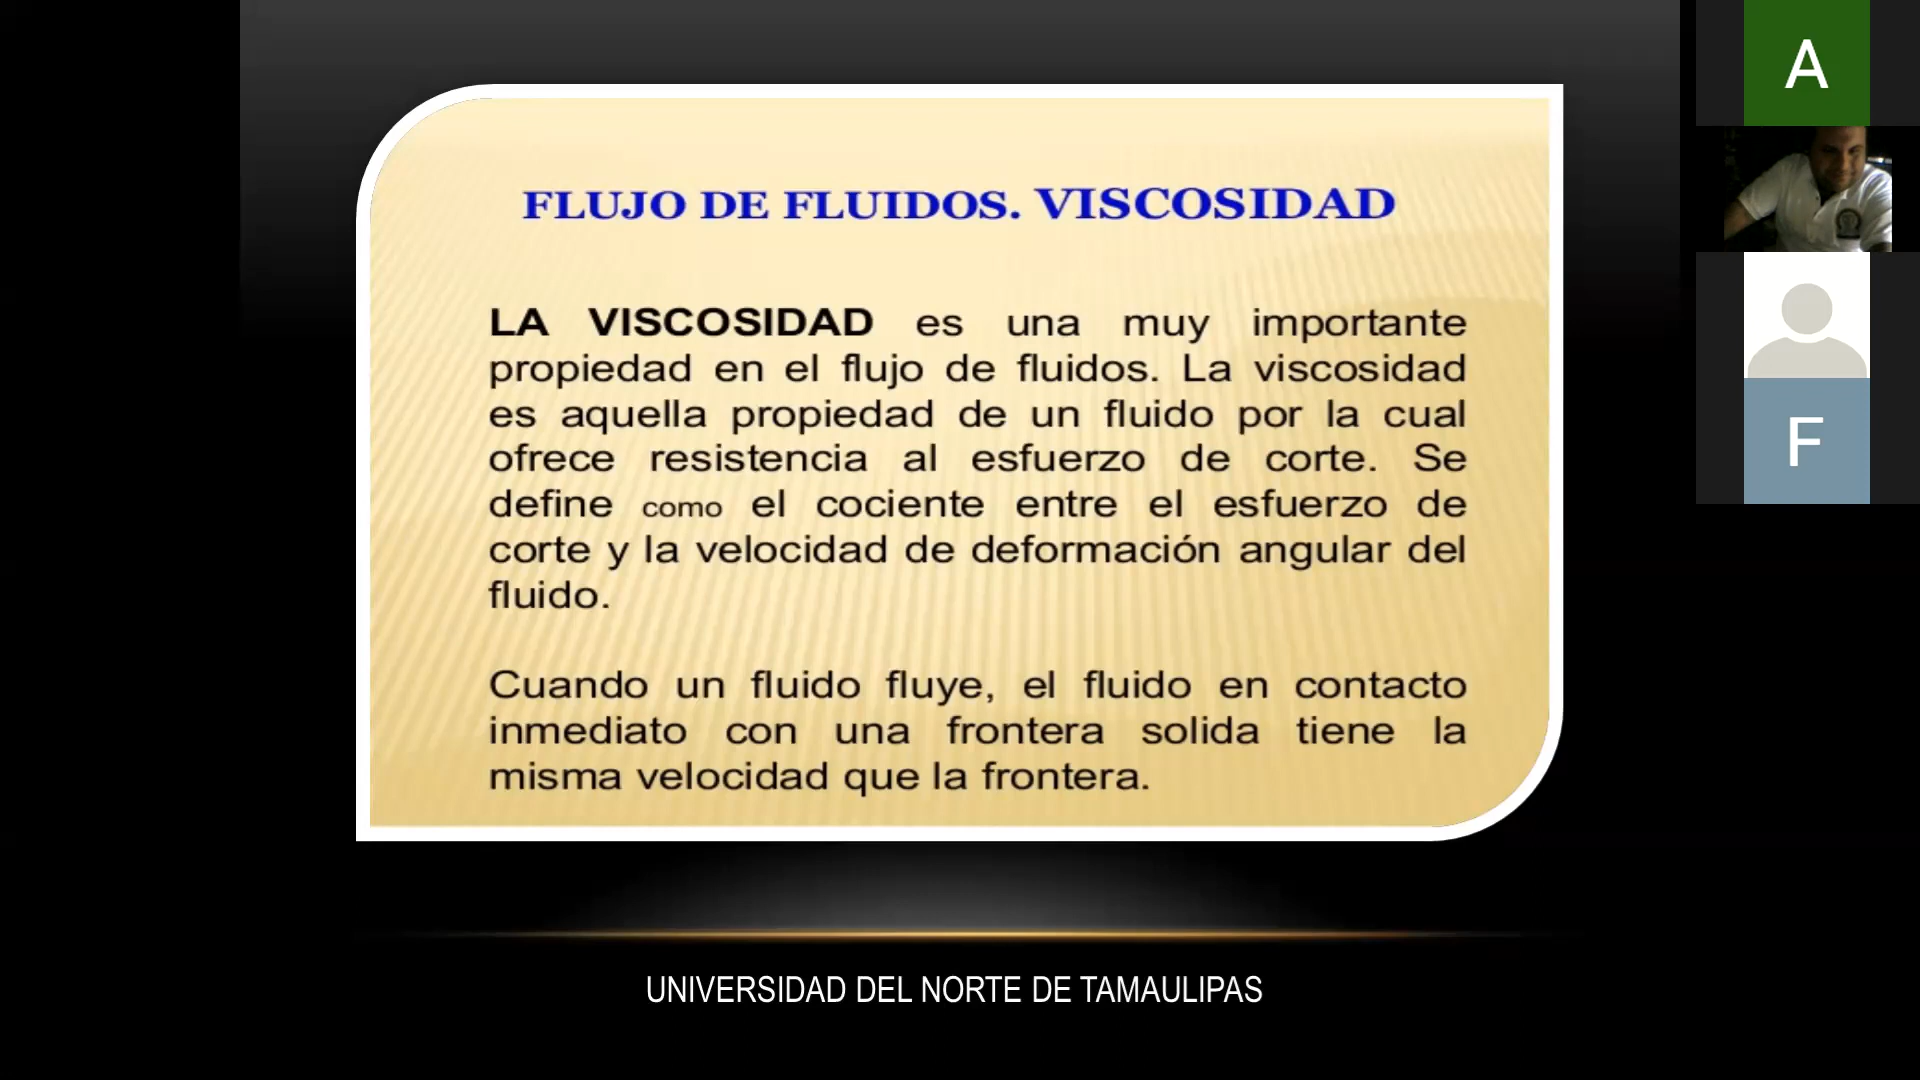 FLUJO DE FLUIDOS. VISCOSIDAD
LA VISCOSIDAD es una muy importante
propiedad en el flujo de fluidos. La viscosidad
es aquella propiedad de un fluido por la cual
ofrece resistencia al esfuerzo de corte. Se
define como el cociente entre el esfuerzo de
corte y la velocidad de deformación angular del
fluido.
Cuando un fluido fluye, el fluido en contacto
inmediato con una frontera solida tiene la
misma velocidad que la frontera.
UNIVERSIDAD DEL NORTE DE TAMAULIPAS
A
F